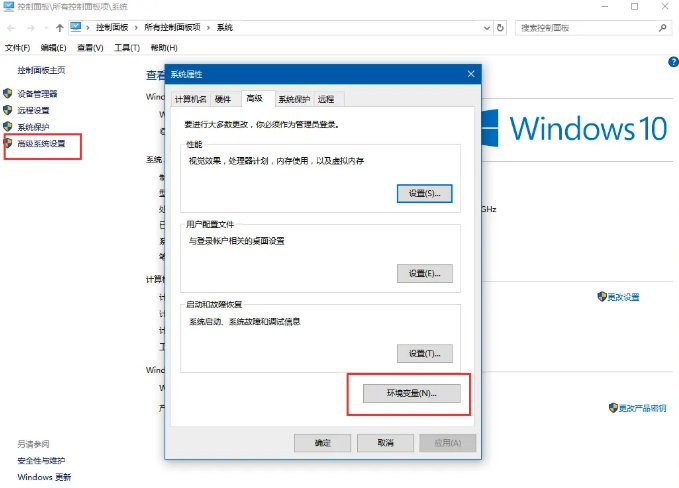 控制面板\所有控制面板项\系统
控制面板 › 所有控制面板项 › 系统
搜索控制面板
文件(F) 编辑(E) 查看(V) 工具(T) 帮助(H)
控制面板主页
设备管理器
远程设置
系统保护
高级系统设置
查看
Wind
系统
计算机
Wind
系统属性
计算机名 硬件 高级 系统保护 远程
要进行大多数更改，你必须作为管理员登录。
性能
视觉效果，处理器计划，内存使用，以及虚拟内存
设置(S)...
用户配置文件
与登录帐户相关的桌面设置
设置(E)...
启动和故障恢复
系统启动、系统故障和调试信息
设置(T)...
环境变量(N)...
确定 取消 应用(A)
Windows 10
GHz
更改设置
更改产品密钥
另请参阅
安全性与维护
Windows 更新